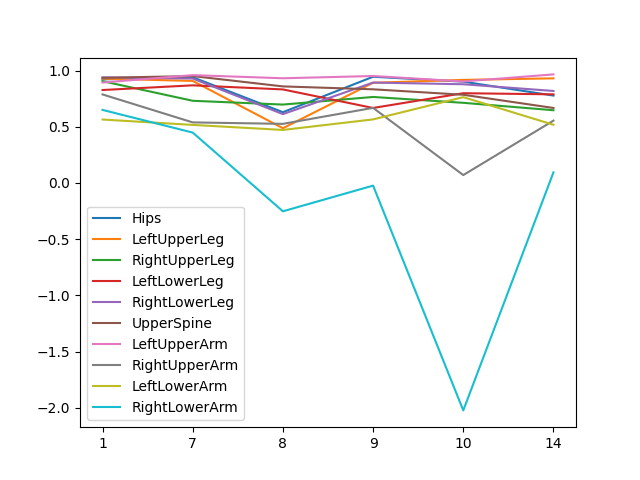 1.0
0.5
0.0
−0.5
−1.0
−1.5
−2.0
Hips
LeftUpperLeg
RightUpperLeg
LeftLowerLeg
RightLowerLeg
UpperSpine
LeftUpperArm
RightUpperArm
LeftLowerArm
RightLowerArm
1 7 8 9 10 14